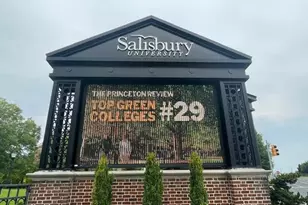 Salisbury
UNIVERSITY
THE PRINCETON REVIEW
TOP GREEN
COLLEGES #29